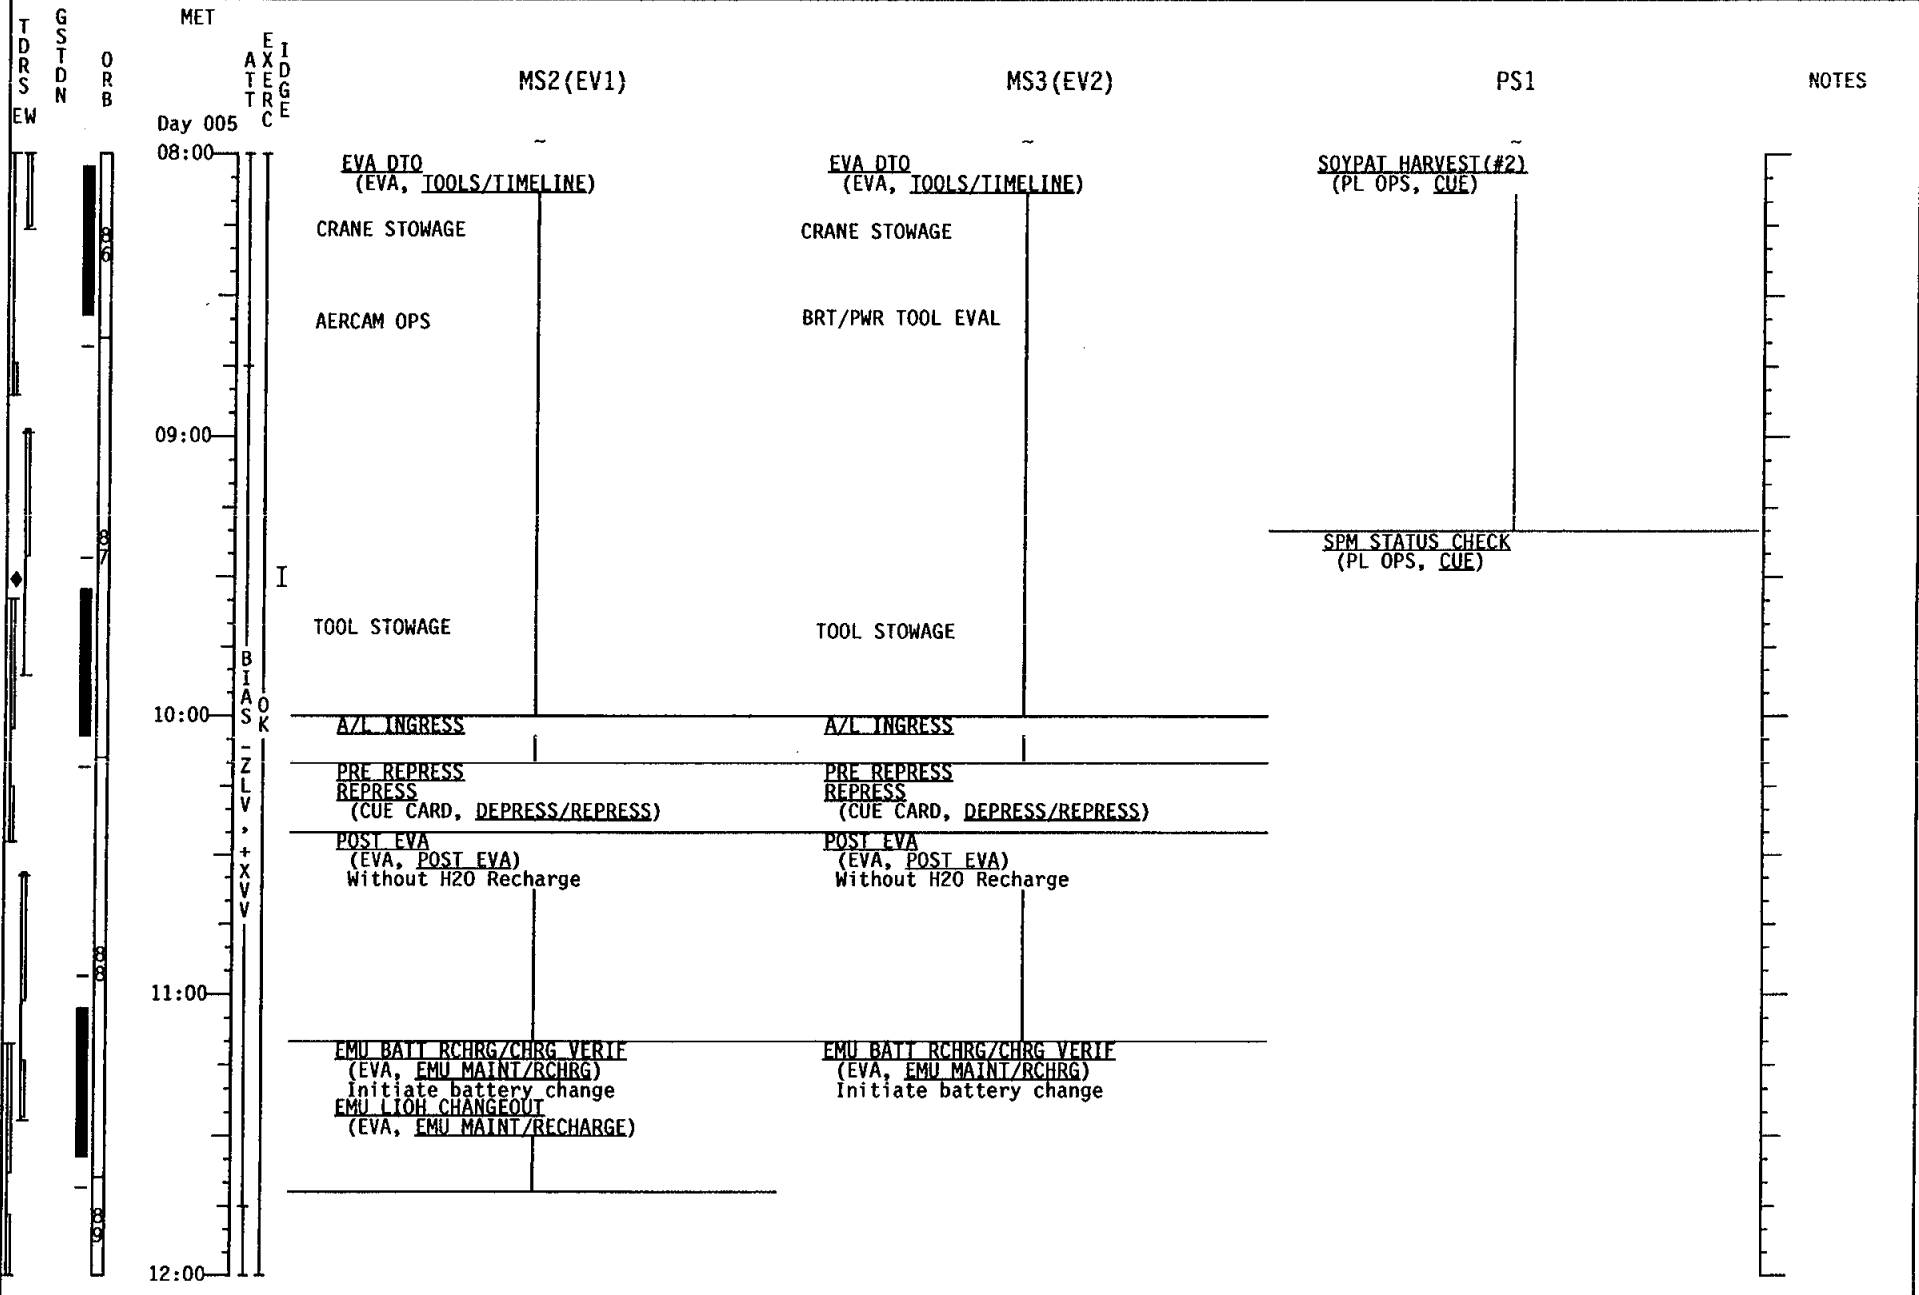 TDRS
EW
GSTDN
ORB
MET
ATT
EXERC
IDGE
MS2(EV1)
MS3(EV2)
PS1
NOTES
Day 005
~ ~ ~
08:00
EVA DTO
(EVA, TOOLS/TIMELINE)
EVA DTO
(EVA, TOOLS/TIMELINE)
SOYPAT HARVEST(#2)
(PL OPS, CUE)
CRANE STOWAGE
CRANE STOWAGE
86
AERCAM OPS
BRT/PWR TOOL EVAL
09:00
87
SPM STATUS CHECK
(PL OPS, CUE)
I
TOOL STOWAGE
TOOL STOWAGE
BIAS -ZLV,+XVV
OK
10:00
A/L INGRESS
A/L INGRESS
PRE REPRESS
REPRESS
(CUE CARD, DEPRESS/REPRESS)
PRE REPRESS
REPRESS
(CUE CARD, DEPRESS/REPRESS)
POST EVA
(EVA, POST EVA)
Without H2O Recharge
POST EVA
(EVA, POST EVA)
Without H2O Recharge
88
11:00
EMU BATT RCHRG/CHRG VERIF
(EVA, EMU MAINT/RCHRG)
Initiate battery change
EMU LIOH CHANGEOUT
(EVA, EMU MAINT/RECHARGE)
EMU BATT RCHRG/CHRG VERIF
(EVA, EMU MAINT/RCHRG)
Initiate battery change
89
12:00